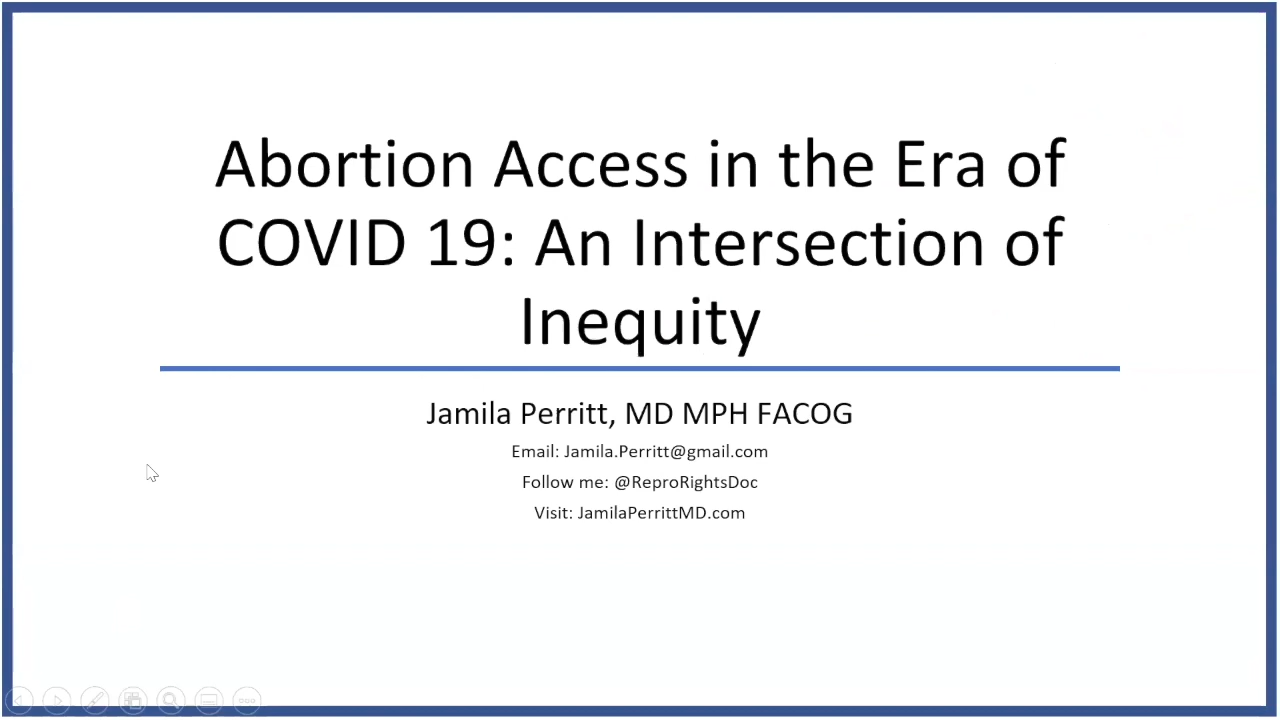 Abortion Access in the Era of
COVID 19: An Intersection of
Inequity
Jamila Perritt, MD MPH FACOG
Email: Jamila.Perritt@gmail.com
Follow me: @ReproRightsDoc
Visit: JamilaPerrittMD.com